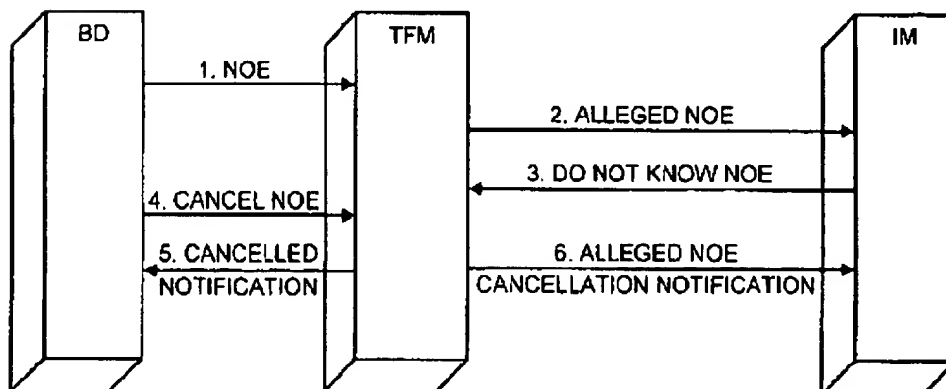 BD
TFM
IM
1. NOE
2. ALLEGED NOE
3. DO NOT KNOW NOE
4. CANCEL NOE
5. CANCELLED
NOTIFICATION
6. ALLEGED NOE
CANCELLATION NOTIFICATION